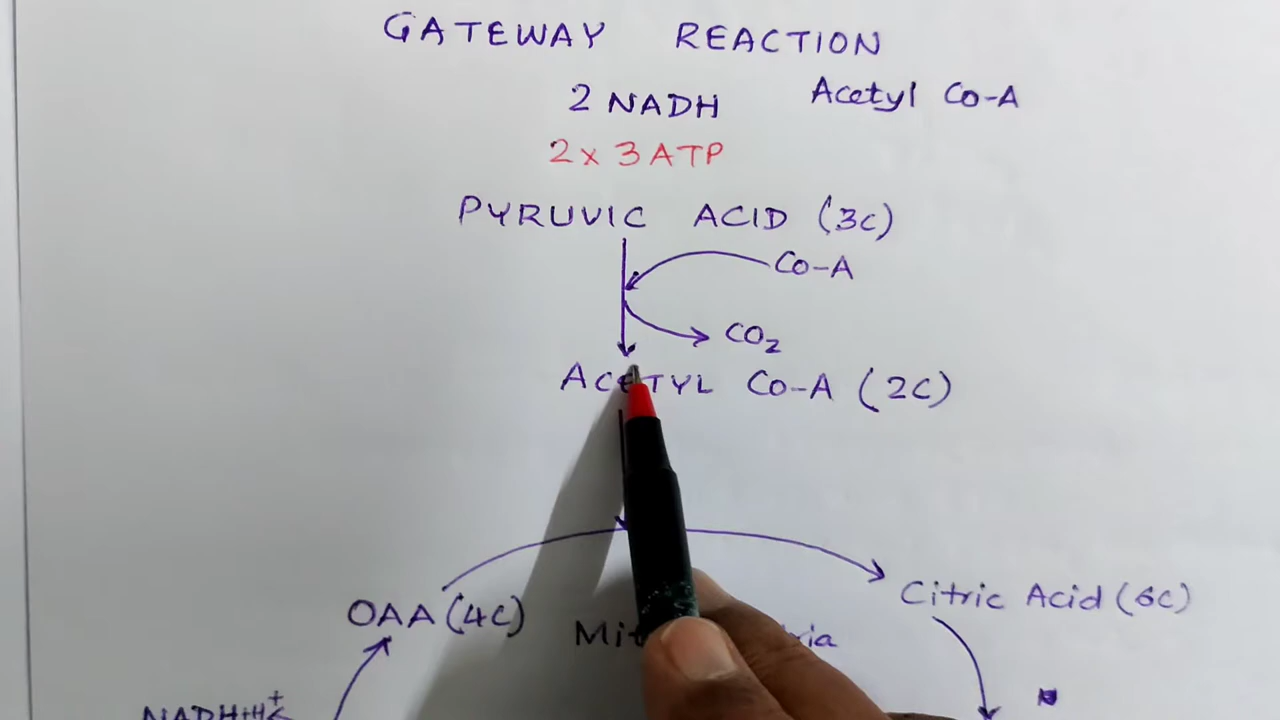 GATEWAY REACTION
2 NADH Acetyl Co-A
2 x 3 ATP
PYRUVIC ACID (3C)
Co-A
CO2
ACETYL Co-A (2C)
Citric Acid (6C)
OAA (4C)
NADH+H+